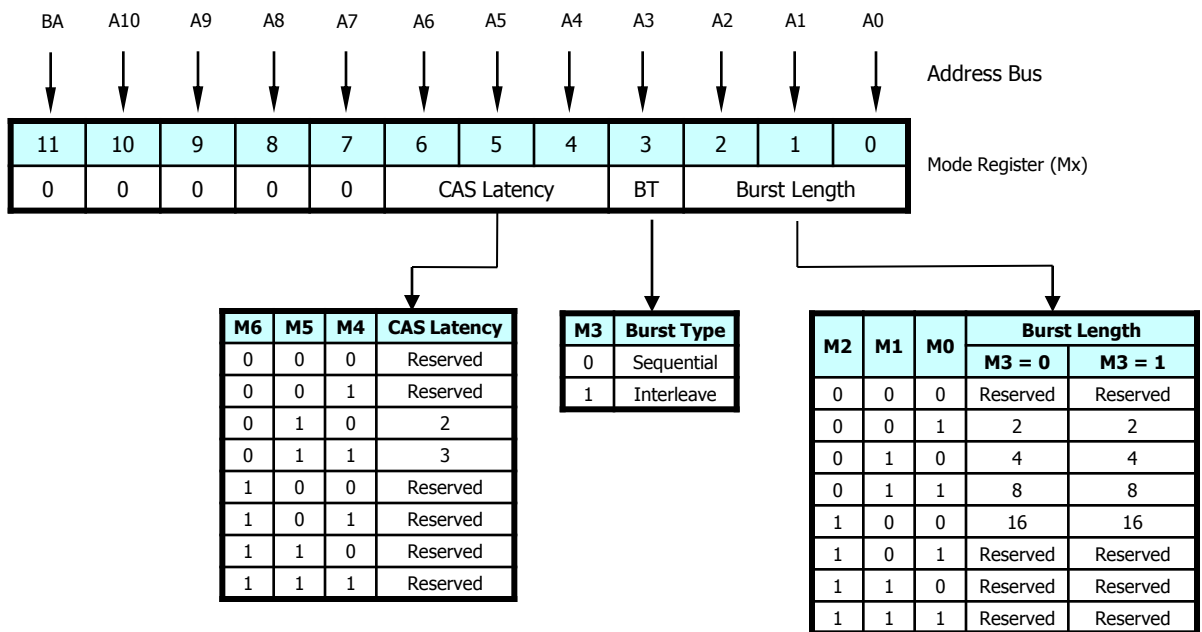 BA A10 A9 A8 A7 A6 A5 A4 A3 A2 A1 A0
Address Bus
11 10 9 8 7 6 5 4 3 2 1 0
Mode Register (Mx)
0 0 0 0 0 CAS Latency BT Burst Length
M6 M5 M4 CAS Latency
0 0 0 Reserved
0 0 1 Reserved
0 1 0 2
0 1 1 3
1 0 0 Reserved
1 0 1 Reserved
1 1 0 Reserved
1 1 1 Reserved
M3 Burst Type
0 Sequential
1 Interleave
M2 M1 M0 Burst Length
M3 = 0 M3 = 1
0 0 0 Reserved Reserved
0 0 1 2 2
0 1 0 4 4
0 1 1 8 8
1 0 0 16 16
1 0 1 Reserved Reserved
1 1 0 Reserved Reserved
1 1 1 Reserved Reserved